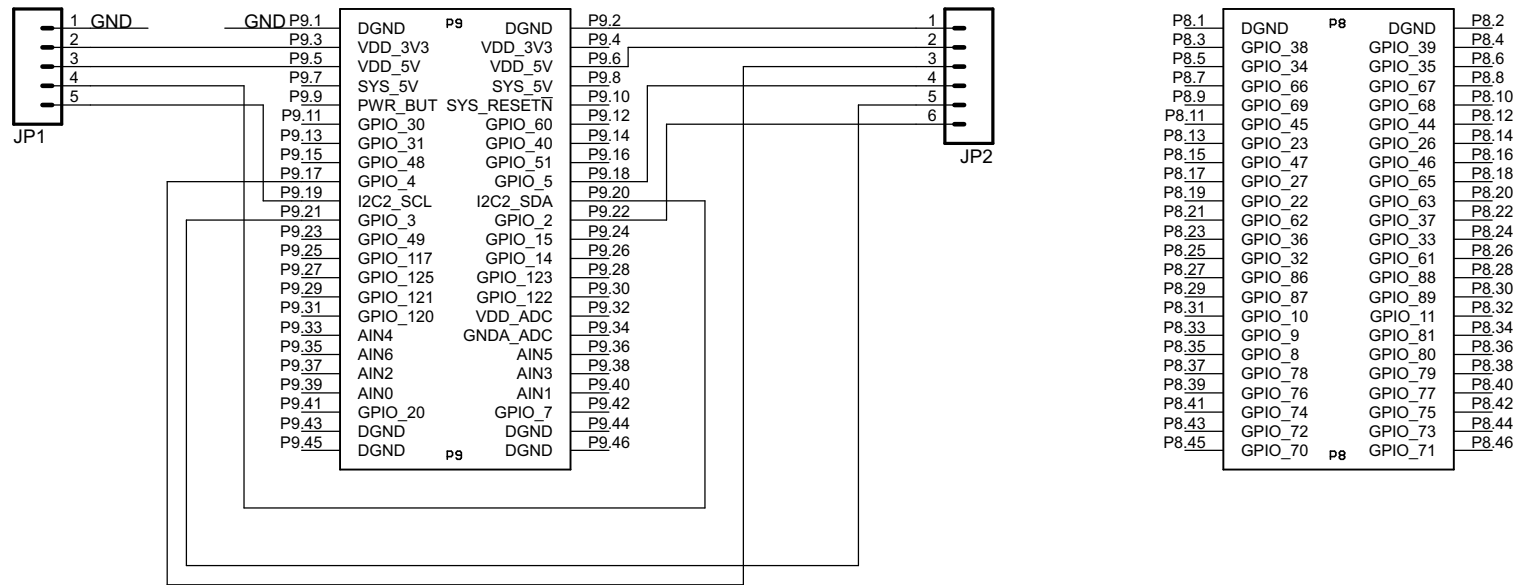 1 GND
2
3
4
5
JP1
P9
GND P9.1 DGND DGND P9.2
P9.3 VDD_3V3 VDD_3V3 P9.4
P9.5 VDD_5V VDD_5V P9.6
P9.7 SYS_5V SYS_5V P9.8
P9.9 PWR_BUT SYS_RESETN P9.10
P9.11 GPIO_30 GPIO_60 P9.12
P9.13 GPIO_31 GPIO_40 P9.14
P9.15 GPIO_48 GPIO_51 P9.16
P9.17 GPIO_4 GPIO_5 P9.18
P9.19 I2C2_SCL I2C2_SDA P9.20
P9.21 GPIO_3 GPIO_2 P9.22
P9.23 GPIO_49 GPIO_15 P9.24
P9.25 GPIO_117 GPIO_14 P9.26
P9.27 GPIO_125 GPIO_123 P9.28
P9.29 GPIO_121 GPIO_122 P9.30
P9.31 GPIO_120 VDD_ADC P9.32
P9.33 AIN4 GNDA_ADC P9.34
P9.35 AIN6 AIN5 P9.36
P9.37 AIN2 AIN3 P9.38
P9.39 AIN0 AIN1 P9.40
P9.41 GPIO_20 GPIO_7 P9.42
P9.43 DGND DGND P9.44
P9.45 DGND DGND P9.46
P9
1
2
3
4
5
6
JP2
P8
P8.1 DGND DGND P8.2
P8.3 GPIO_38 GPIO_39 P8.4
P8.5 GPIO_34 GPIO_35 P8.6
P8.7 GPIO_66 GPIO_67 P8.8
P8.9 GPIO_69 GPIO_68 P8.10
P8.11 GPIO_45 GPIO_44 P8.12
P8.13 GPIO_23 GPIO_26 P8.14
P8.15 GPIO_47 GPIO_46 P8.16
P8.17 GPIO_27 GPIO_65 P8.18
P8.19 GPIO_22 GPIO_63 P8.20
P8.21 GPIO_62 GPIO_37 P8.22
P8.23 GPIO_36 GPIO_33 P8.24
P8.25 GPIO_32 GPIO_61 P8.26
P8.27 GPIO_86 GPIO_88 P8.28
P8.29 GPIO_87 GPIO_89 P8.30
P8.31 GPIO_10 GPIO_11 P8.32
P8.33 GPIO_9 GPIO_81 P8.34
P8.35 GPIO_8 GPIO_80 P8.36
P8.37 GPIO_78 GPIO_79 P8.38
P8.39 GPIO_76 GPIO_77 P8.40
P8.41 GPIO_74 GPIO_75 P8.42
P8.43 GPIO_72 GPIO_73 P8.44
P8.45 GPIO_70 GPIO_71 P8.46
P8